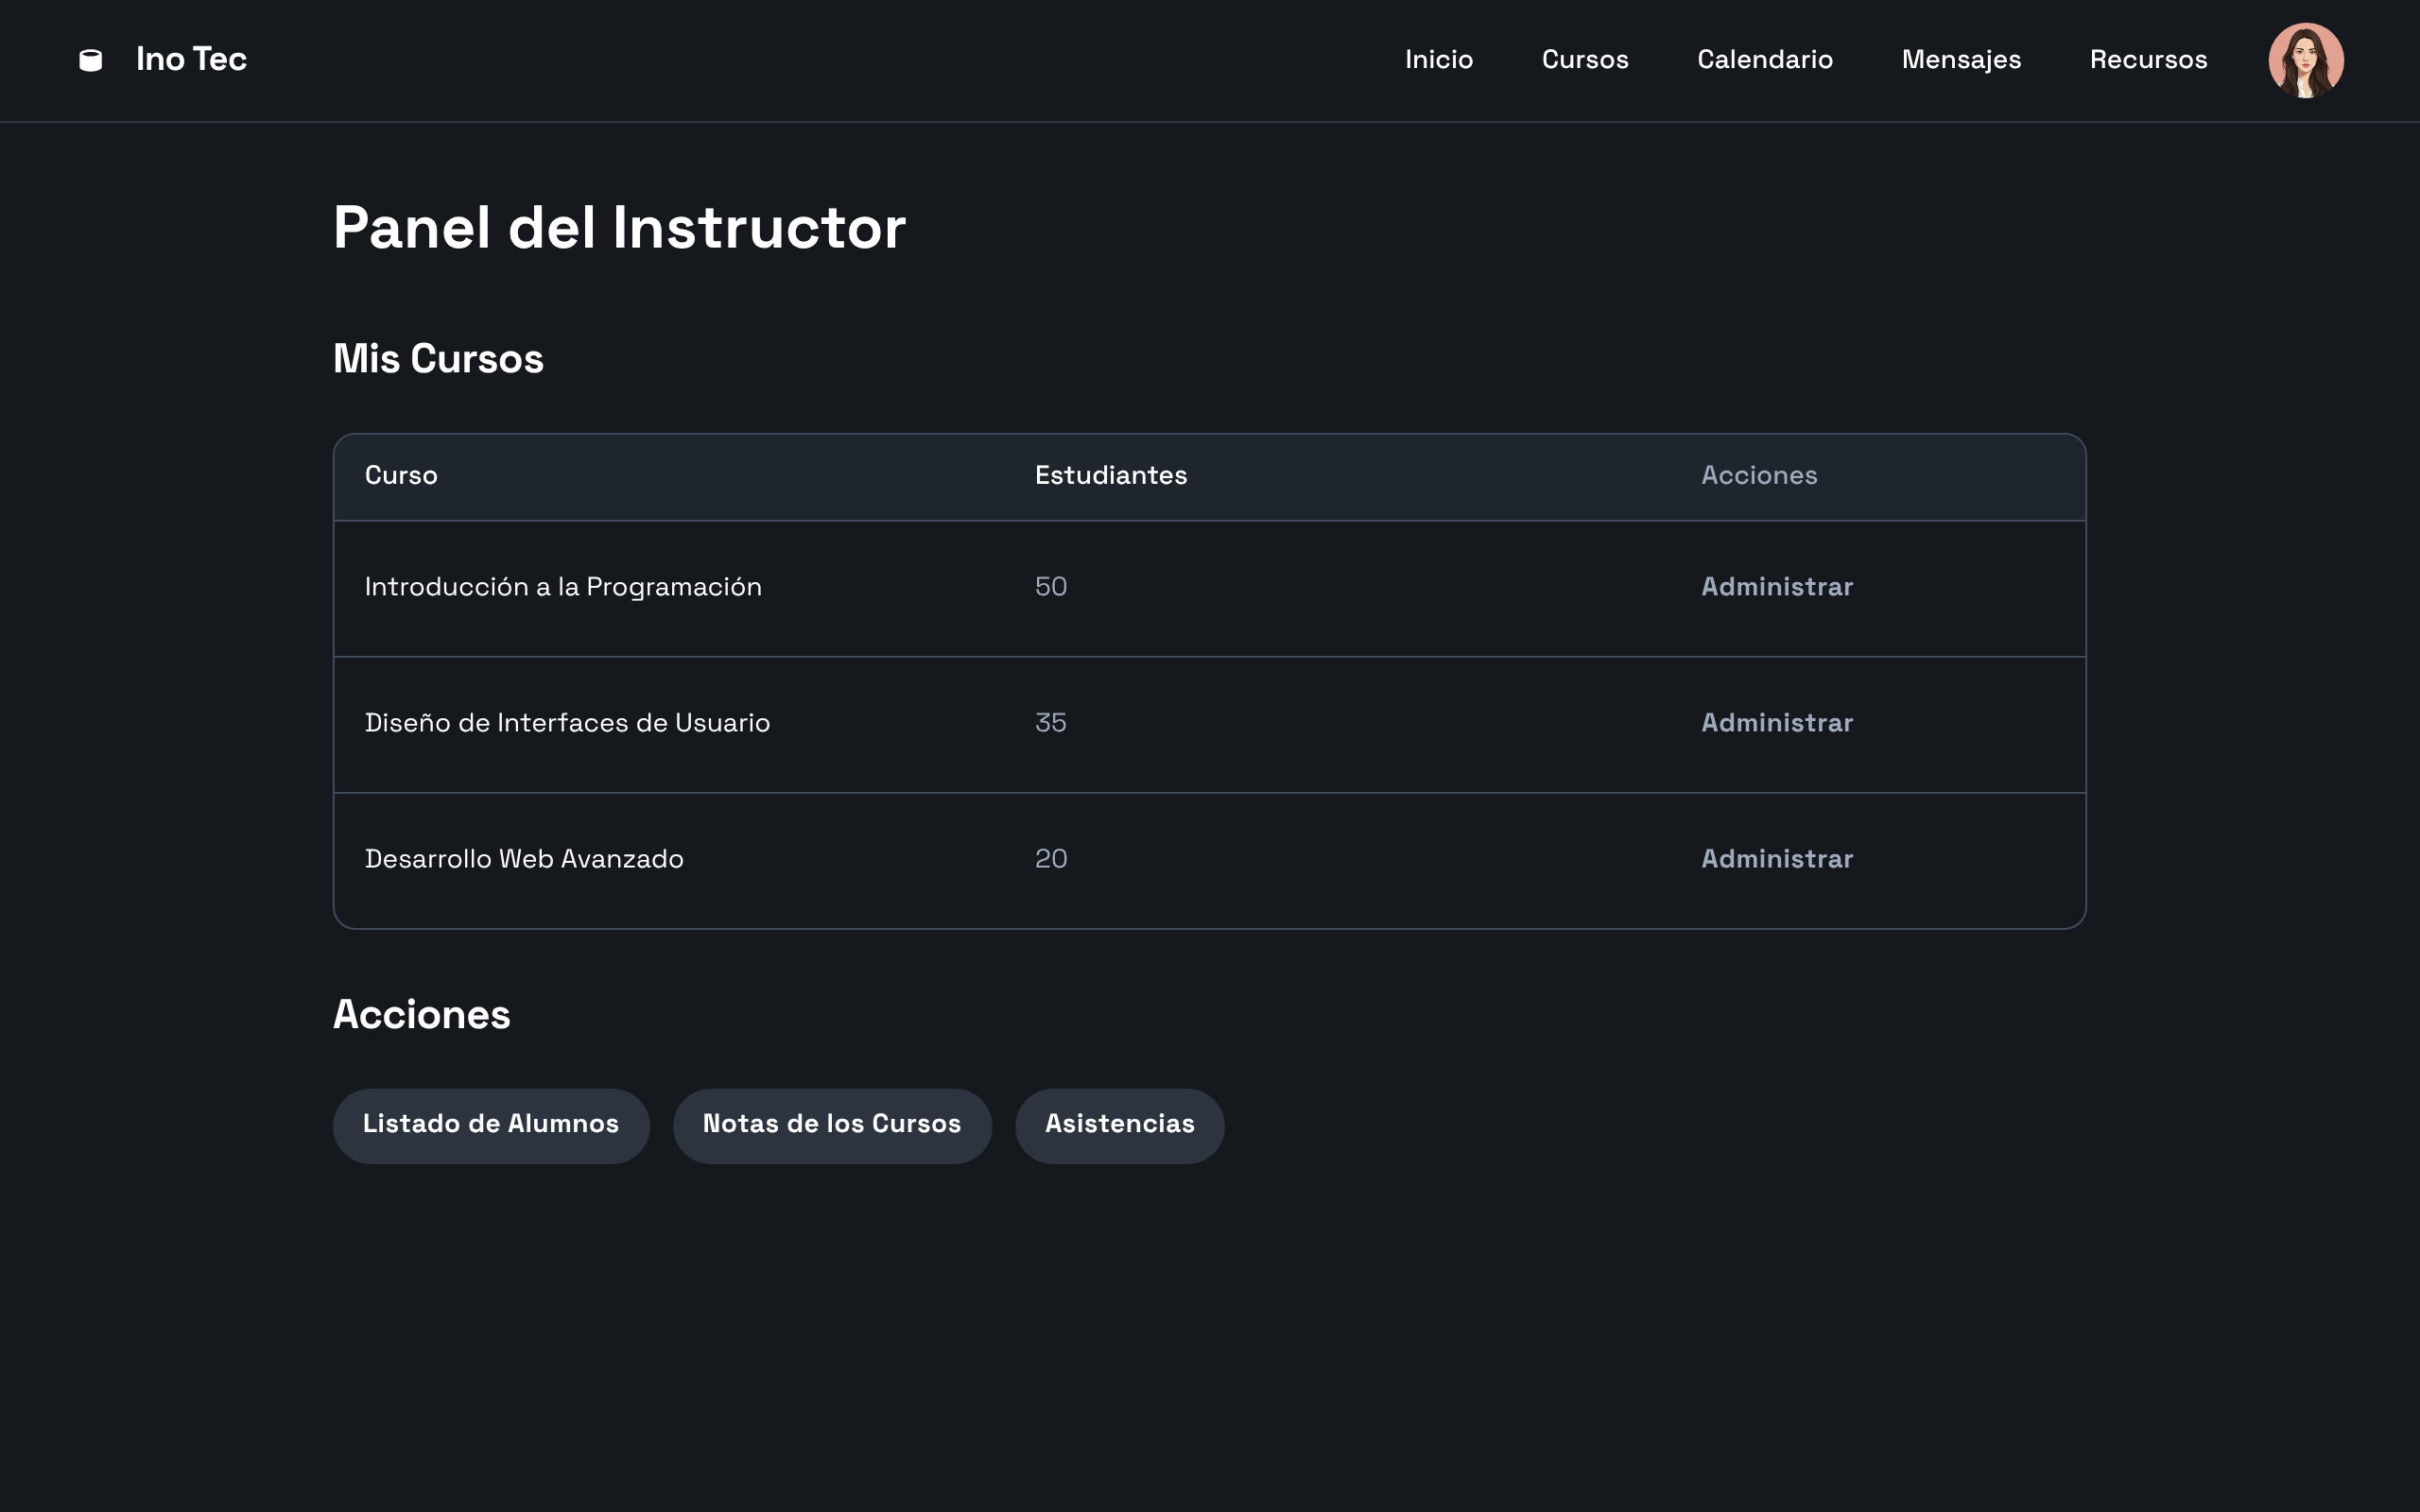 Ino Tec
Inicio Cursos Calendario Mensajes Recursos
Panel del Instructor
Mis Cursos
Curso Estudiantes Acciones
Introducción a la Programación 50 Administrar
Diseño de Interfaces de Usuario 35 Administrar
Desarrollo Web Avanzado 20 Administrar
Acciones
Listado de Alumnos Notas de los Cursos Asistencias